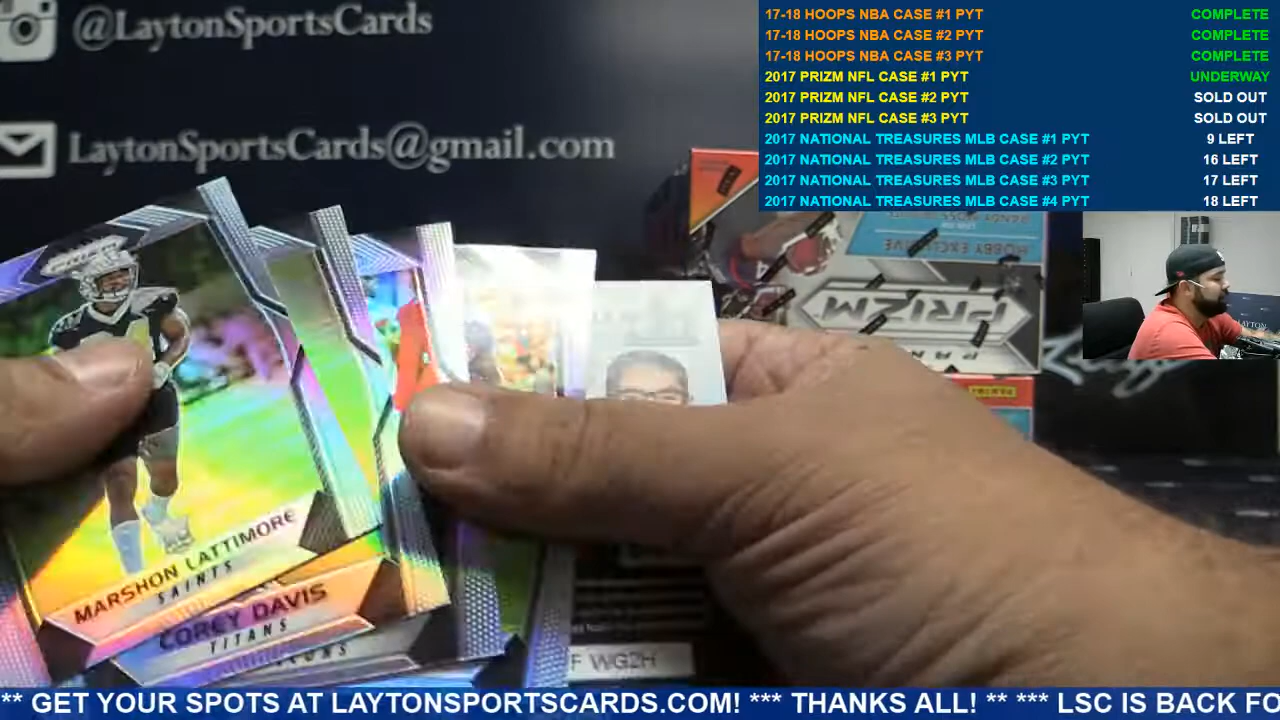 @LaytonSportsCards
LaytonSportsCards@gmail.com
17-18 HOOPS NBA CASE #1 PYT COMPLETE
17-18 HOOPS NBA CASE #2 PYT COMPLETE
17-18 HOOPS NBA CASE #3 PYT COMPLETE
2017 PRIZM NFL CASE #1 PYT UNDERWAY
2017 PRIZM NFL CASE #2 PYT SOLD OUT
2017 PRIZM NFL CASE #3 PYT SOLD OUT
2017 NATIONAL TREASURES MLB CASE #1 PYT 9 LEFT
2017 NATIONAL TREASURES MLB CASE #2 PYT 16 LEFT
2017 NATIONAL TREASURES MLB CASE #3 PYT 17 LEFT
2017 NATIONAL TREASURES MLB CASE #4 PYT 18 LEFT
HOBBY EXCLUSIVE
PRIZM
PANINI
MARSHON LATTIMORE
SAINTS
COREY DAVIS
TITANS
F WG2H
** GET YOUR SPOTS AT LAYTONSPORTSCARDS.COM! *** THANKS ALL! ** *** LSC IS BACK FO